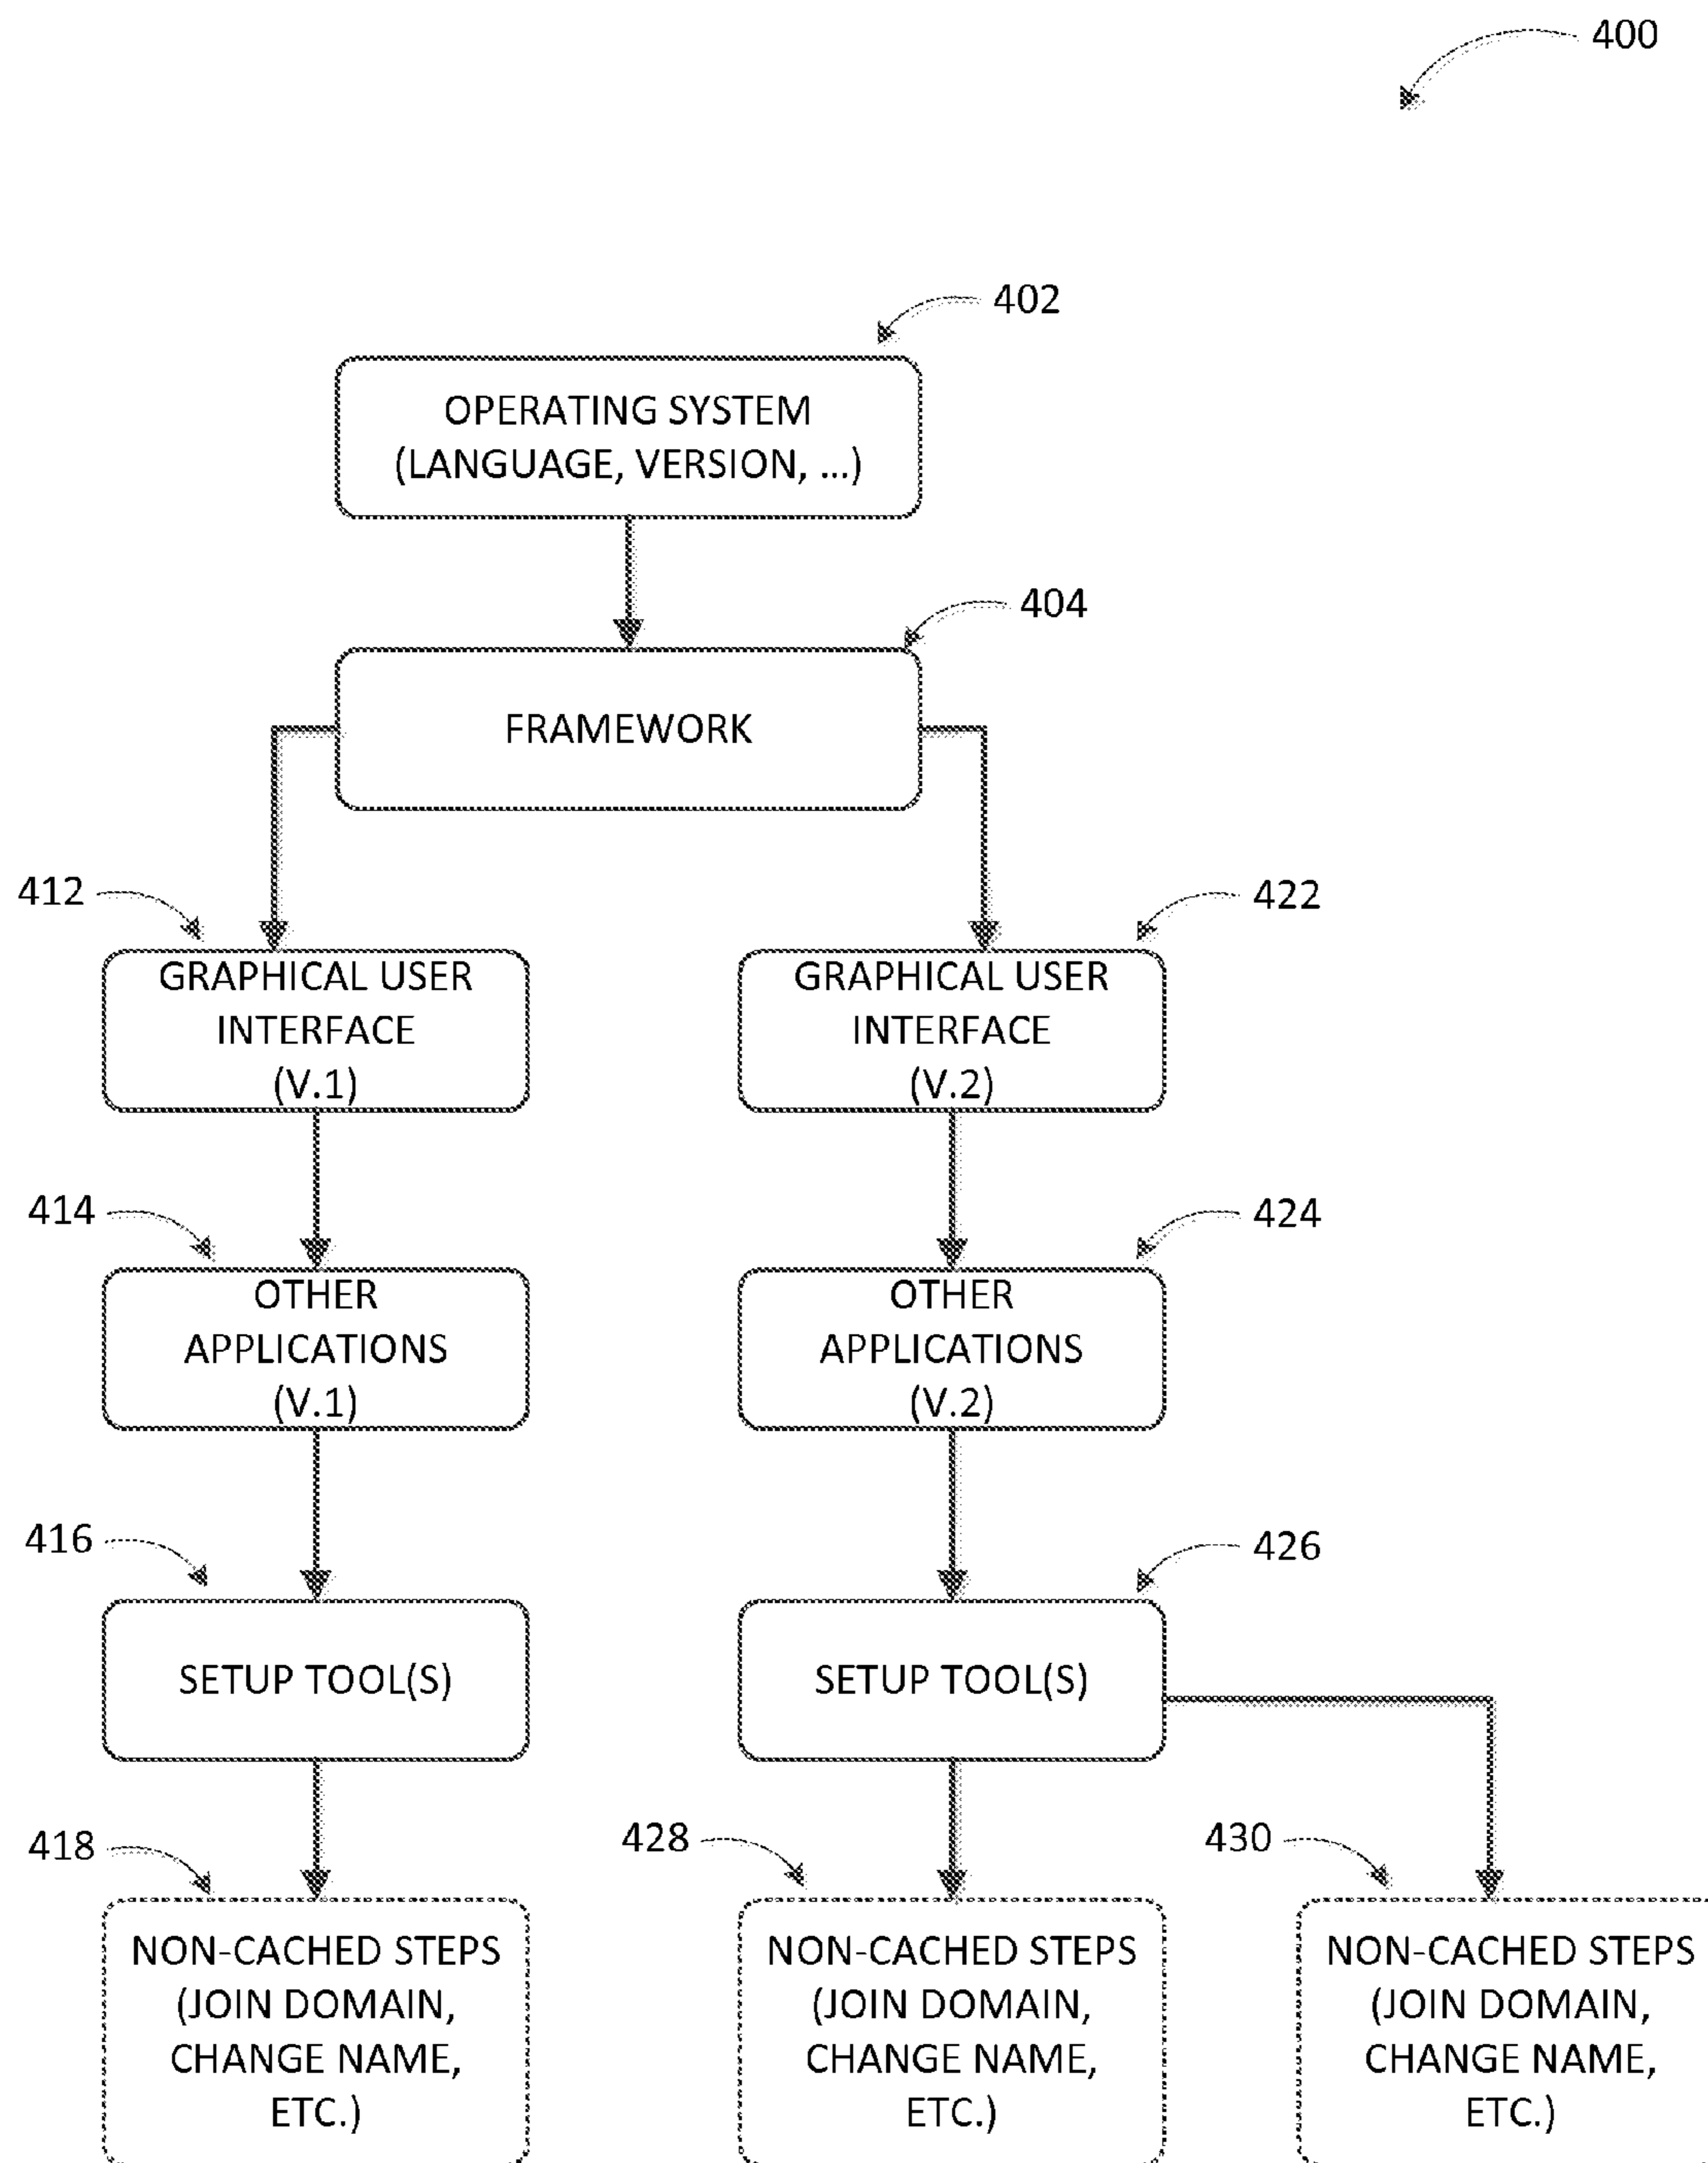 400
402
OPERATING SYSTEM
(LANGUAGE, VERSION, ...)
404
FRAMEWORK
412
GRAPHICAL USER
INTERFACE
(V.1)
422
GRAPHICAL USER
INTERFACE
(V.2)
414
OTHER
APPLICATIONS
(V.1)
424
OTHER
APPLICATIONS
(V.2)
416
SETUP TOOL(S)
426
SETUP TOOL(S)
418
NON-CACHED STEPS
(JOIN DOMAIN,
CHANGE NAME,
ETC.)
428
NON-CACHED STEPS
(JOIN DOMAIN,
CHANGE NAME,
ETC.)
430
NON-CACHED STEPS
(JOIN DOMAIN,
CHANGE NAME,
ETC.)